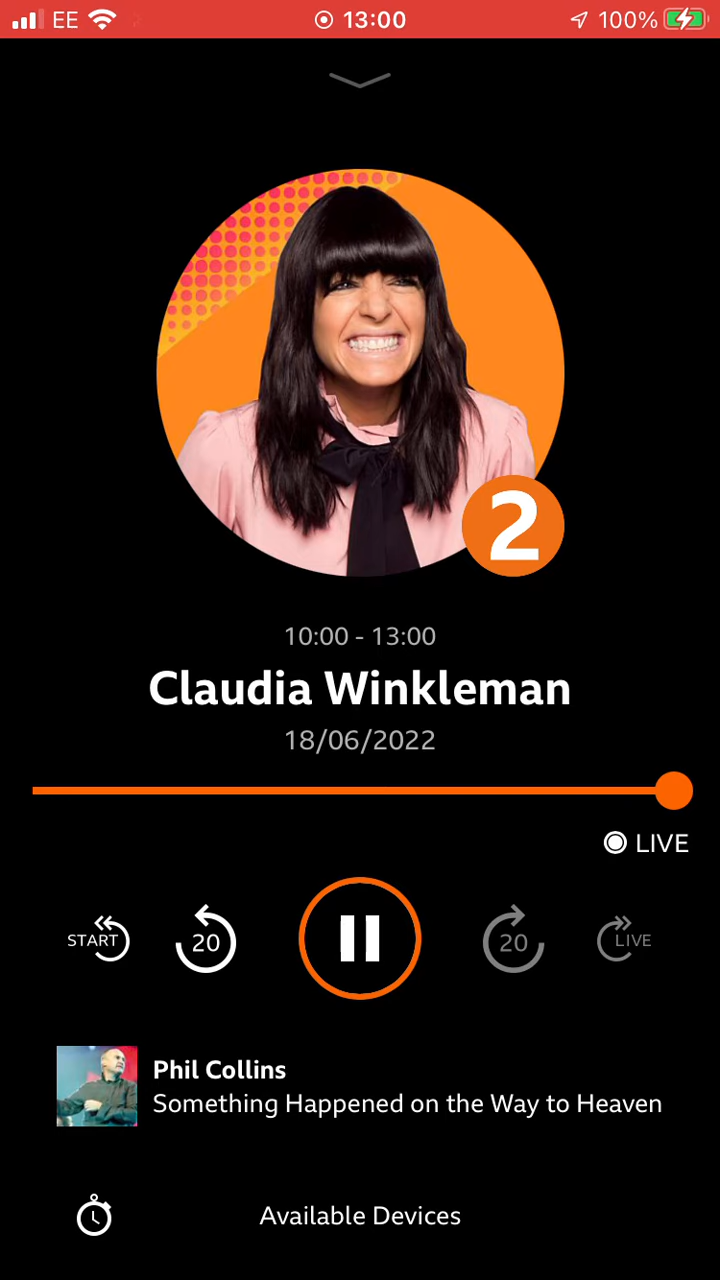 EE 13:00 100%
2
10:00 - 13:00
Claudia Winkleman
18/06/2022
LIVE
START 20 20 LIVE
Phil Collins
Something Happened on the Way to Heaven
Available Devices